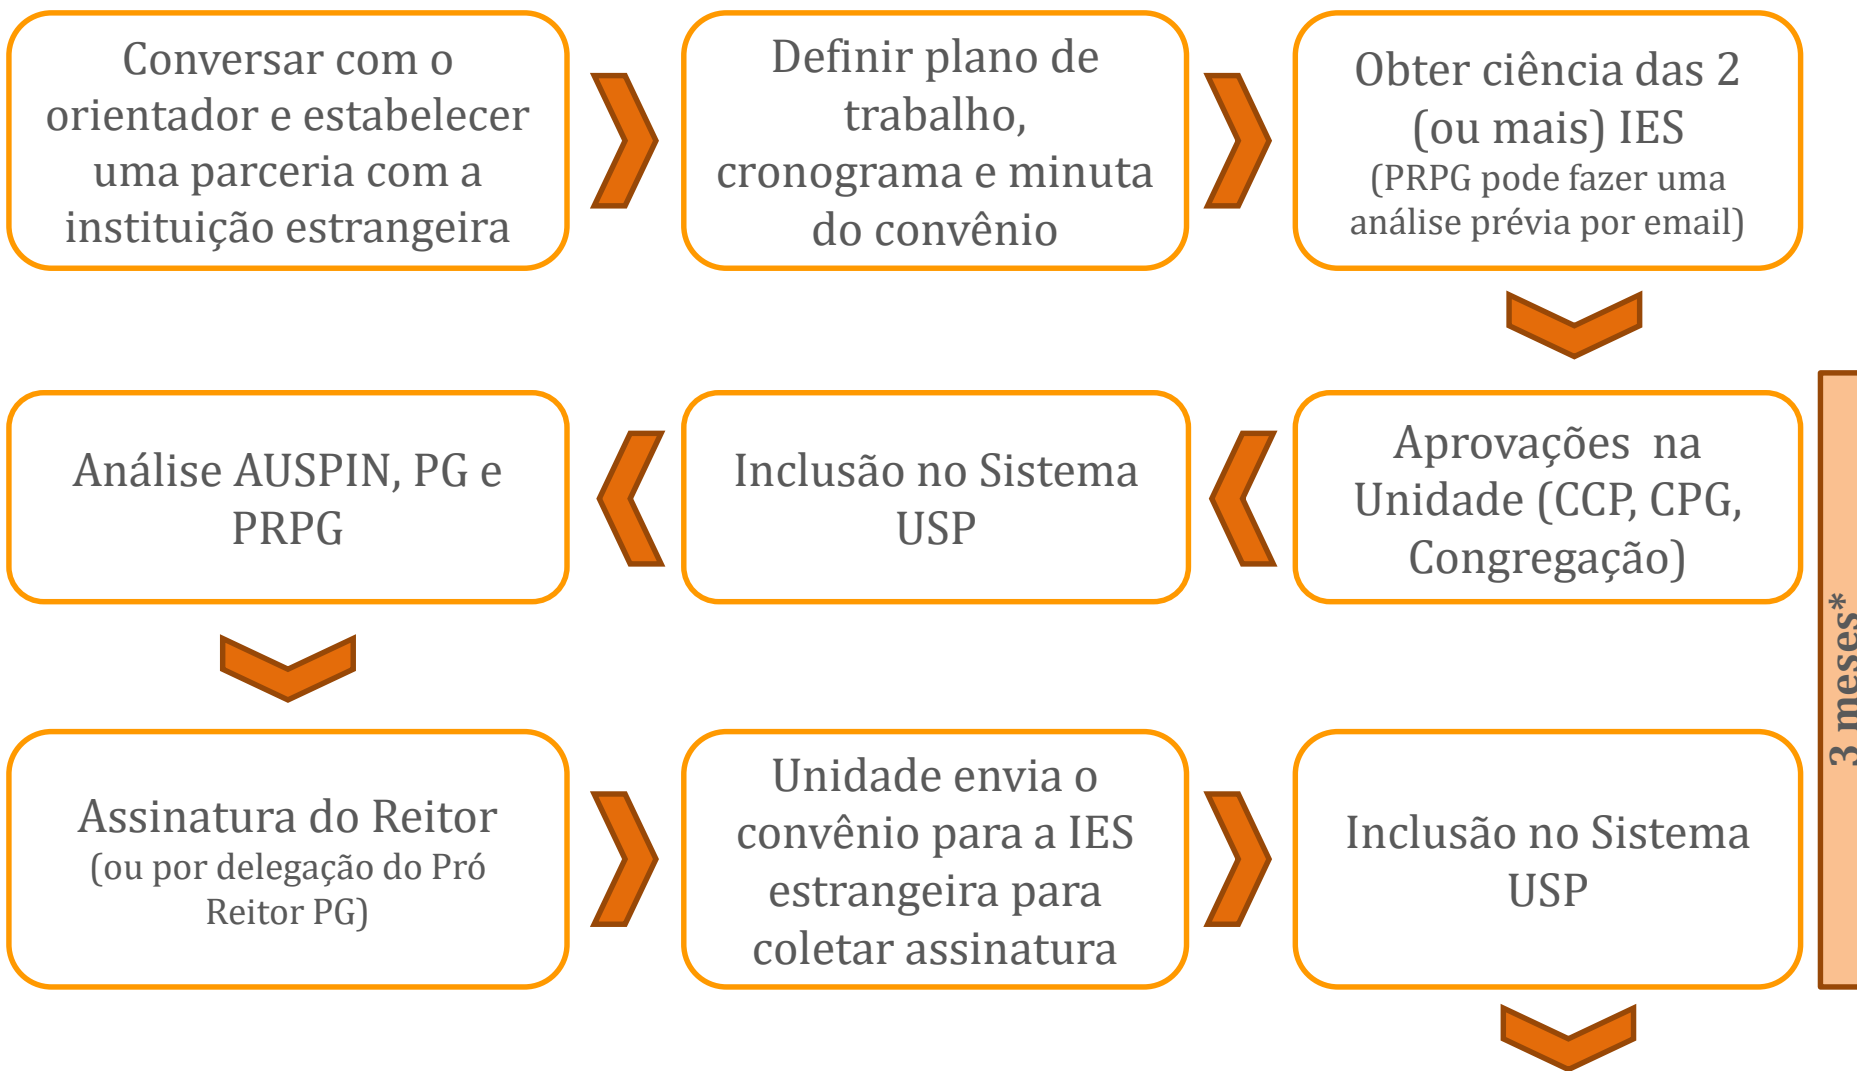 Conversar com o
orientador e estabelecer
uma parceria com a
instituição estrangeira
Definir plano de
trabalho,
cronograma e minuta
do convênio
Obter ciência das 2
(ou mais) IES
(PRPG pode fazer uma
análise prévia por email)
Aprovações na
Unidade (CCP, CPG,
Congregação)
Inclusão no Sistema
USP
Análise AUSPIN, PG e
PRPG
Assinatura do Reitor
(ou por delegação do Pró
Reitor PG)
Unidade envia o
convênio para a IES
estrangeira para
coletar assinatura
Inclusão no Sistema
USP
3 meses*